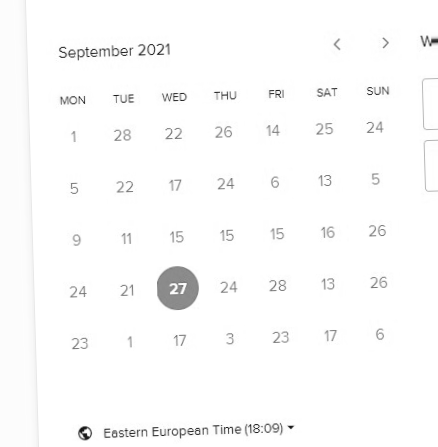 September 2021 < >
MON TUE WED THU FRI SAT SUN
1 28 22 26 14 25 24
5 22 17 24 6 13 5
9 11 15 15 15 16 26
24 21 27 24 28 13 26
23 1 17 3 23 17 6
Eastern European Time (18:09)